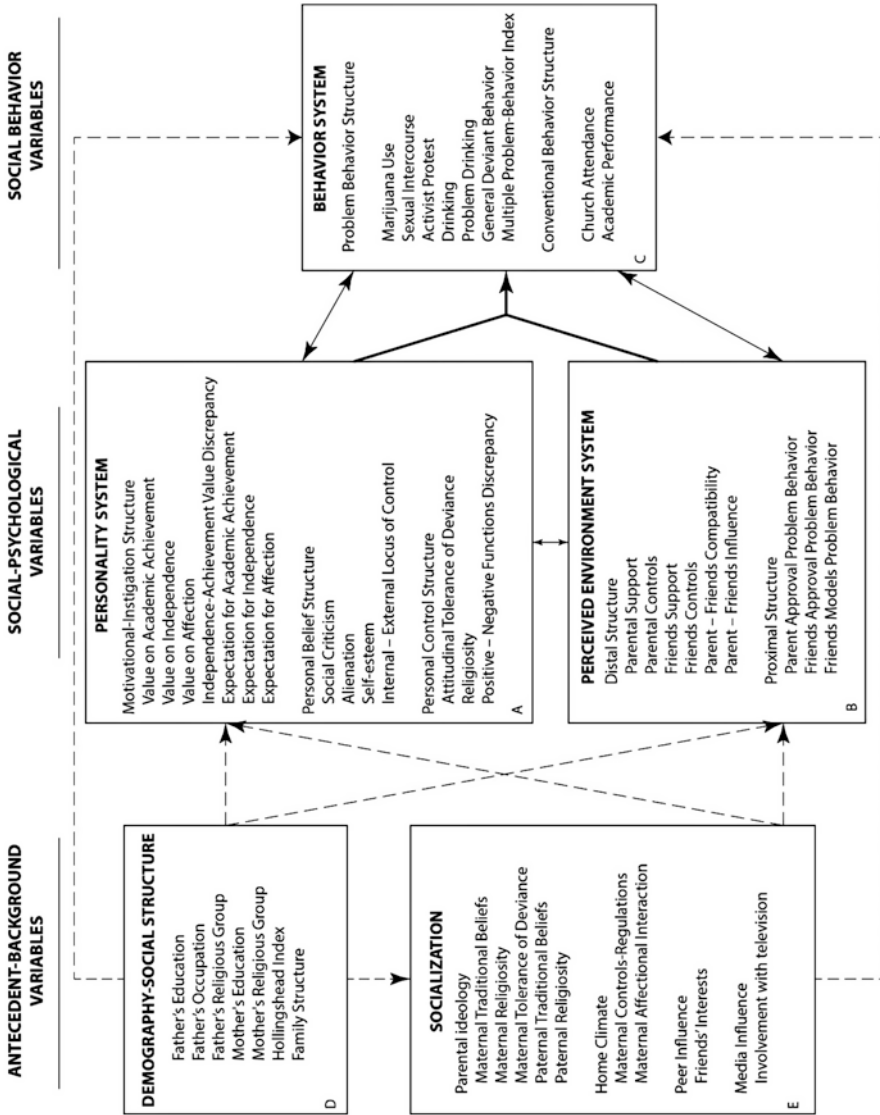 ANTECEDENT-BACKGROUND
VARIABLES
SOCIAL-PSYCHOLOGICAL
VARIABLES
SOCIAL BEHAVIOR
VARIABLES
DEMOGRAPHY-SOCIAL STRUCTURE
Father's Education
Father's Occupation
Father's Religious Group
Mother's Education
Mother's Religious Group
Hollingshead Index
Family Structure
D
SOCIALIZATION
Parental ideology
Maternal Traditional Beliefs
Maternal Religiosity
Maternal Tolerance of Deviance
Paternal Traditional Beliefs
Paternal Religiosity
Home Climate
Maternal Controls-Regulations
Maternal Affectional Interaction
Peer Influence
Friends' Interests
Media Influence
Involvement with television
E
PERSONALITY SYSTEM
Motivational-Instigation Structure
Value on Academic Achievement
Value on Independence
Value on Affection
Independence-Achievement Value Discrepancy
Expectation for Academic Achievement
Expectation for Independence
Expectation for Affection
Personal Belief Structure
Social Criticism
Alienation
Self-esteem
Internal – External Locus of Control
Personal Control Structure
Attitudinal Tolerance of Deviance
Religiosity
Positive – Negative Functions Discrepancy
A
PERCEIVED ENVIRONMENT SYSTEM
Distal Structure
Parental Support
Parental Controls
Friends Support
Friends Controls
Parent – Friends Compatibility
Parent – Friends Influence
Proximal Structure
Parent Approval Problem Behavior
Friends Approval Problem Behavior
Friends Models Problem Behavior
B
BEHAVIOR SYSTEM
Problem Behavior Structure
Marijuana Use
Sexual Intercourse
Activist Protest
Drinking
Problem Drinking
General Deviant Behavior
Multiple Problem-Behavior Index
Conventional Behavior Structure
Church Attendance
Academic Performance
C